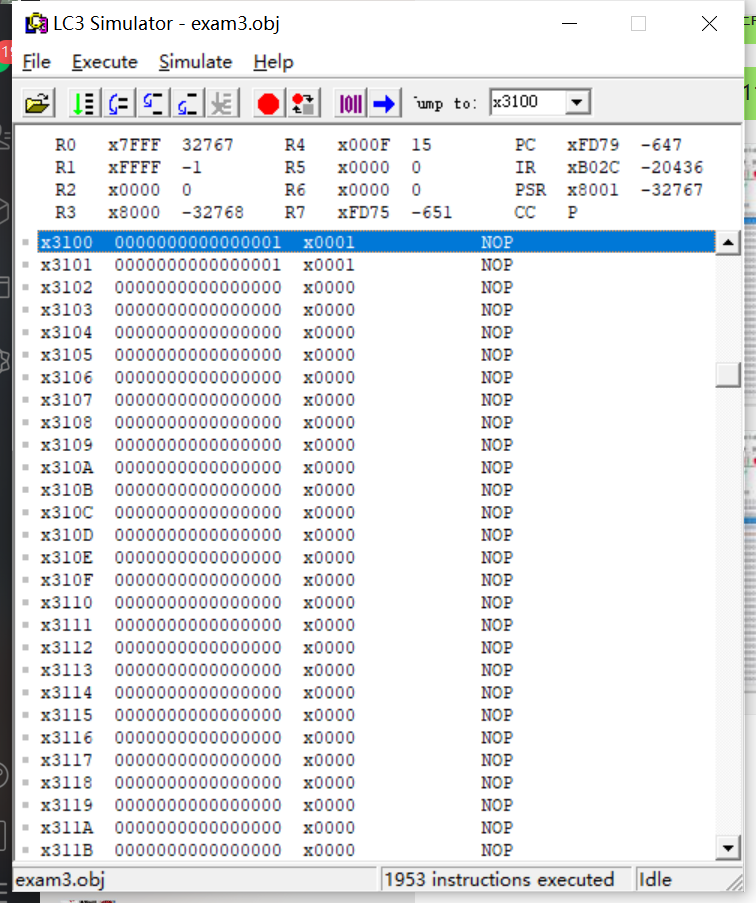 LC3 Simulator - exam3.obj
File Execute Simulate Help
Jump to: x3100
R0 x7FFF 32767 R4 x000F 15 PC xFD79 -647
R1 xFFFF -1 R5 x0000 0 IR xB02C -20436
R2 x0000 0 R6 x0000 0 PSR x8001 -32767
R3 x8000 -32768 R7 xFD75 -651 CC P
x3100 0000000000000001 x0001 NOP
x3101 0000000000000001 x0001 NOP
x3102 0000000000000000 x0000 NOP
x3103 0000000000000000 x0000 NOP
x3104 0000000000000000 x0000 NOP
x3105 0000000000000000 x0000 NOP
x3106 0000000000000000 x0000 NOP
x3107 0000000000000000 x0000 NOP
x3108 0000000000000000 x0000 NOP
x3109 0000000000000000 x0000 NOP
x310A 0000000000000000 x0000 NOP
x310B 0000000000000000 x0000 NOP
x310C 0000000000000000 x0000 NOP
x310D 0000000000000000 x0000 NOP
x310E 0000000000000000 x0000 NOP
x310F 0000000000000000 x0000 NOP
x3110 0000000000000000 x0000 NOP
x3111 0000000000000000 x0000 NOP
x3112 0000000000000000 x0000 NOP
x3113 0000000000000000 x0000 NOP
x3114 0000000000000000 x0000 NOP
x3115 0000000000000000 x0000 NOP
x3116 0000000000000000 x0000 NOP
x3117 0000000000000000 x0000 NOP
x3118 0000000000000000 x0000 NOP
x3119 0000000000000000 x0000 NOP
x311A 0000000000000000 x0000 NOP
x311B 0000000000000000 x0000 NOP
exam3.obj 1953 instructions executed Idle